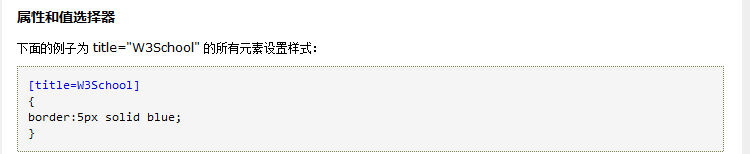 属性和值选择器
下面的例子为 title="W3School" 的所有元素设置样式：
[title=W3School]
{
border:5px solid blue;
}